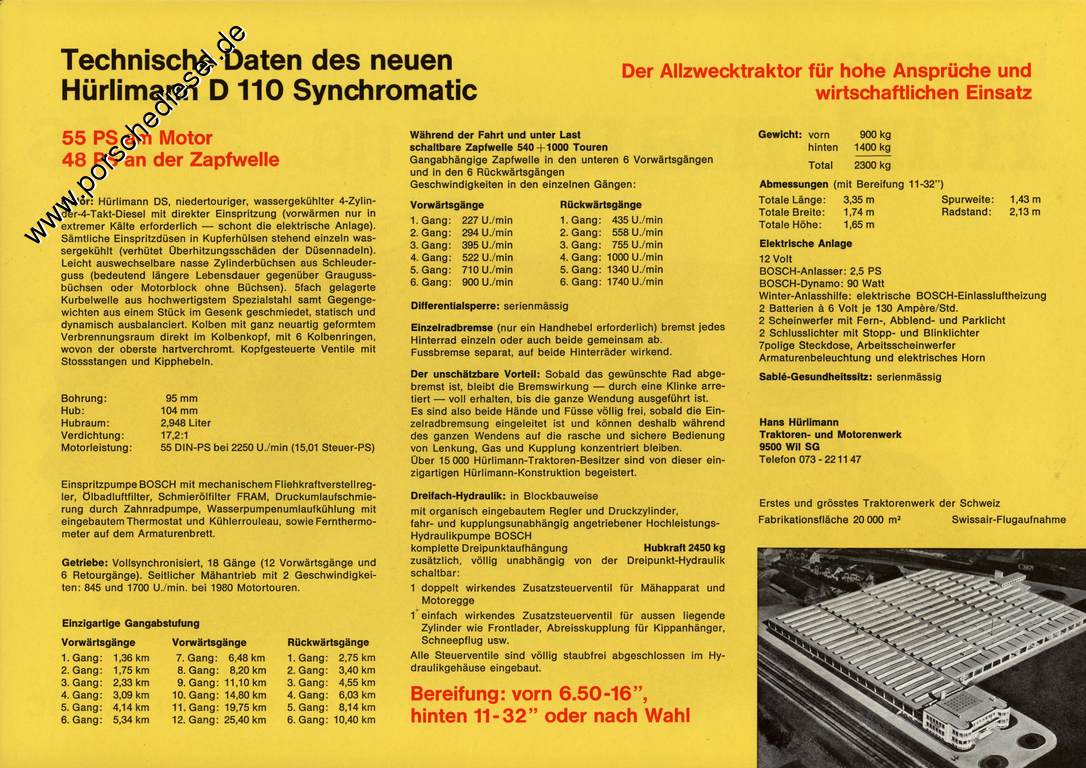 www.porschediesel.de
Technische Daten des neuen
Hürlimann D 110 Synchromatic
Der Allzwecktraktor für hohe Ansprüche und
wirtschaftlichen Einsatz
55 PS am Motor
48 PS an der Zapfwelle
Motor: Hürlimann DS, niedertouriger, wassergekühlter 4-Zylin-
der-4-Takt-Diesel mit direkter Einspritzung (vorwärmen nur in
extremer Kälte erforderlich — schont die elektrische Anlage).
Sämtliche Einspritzdüsen in Kupferhülsen stehend einzeln was-
sergekühlt (verhütet Überhitzungsschäden der Düsennadeln).
Leicht auswechselbare nasse Zylinderbüchsen aus Schleuder-
guss (bedeutend längere Lebensdauer gegenüber Grauguss-
büchsen oder Motorblock ohne Büchsen). 5fach gelagerte
Kurbelwelle aus hochwertigstem Spezialstahl samt Gegenge-
wichten aus einem Stück im Gesenk geschmiedet, statisch und
dynamisch ausbalanciert. Kolben mit ganz neuartig geformtem
Verbrennungsraum direkt im Kolbenkopf, mit 6 Kolbenringen,
wovon der oberste hartverchromt. Kopfgesteuerte Ventile mit
Stossstangen und Kipphebeln.
Bohrung: 95 mm
Hub: 104 mm
Hubraum: 2,948 Liter
Verdichtung: 17,2:1
Motorleistung: 55 DIN-PS bei 2250 U./min (15,01 Steuer-PS)
Einspritzpumpe BOSCH mit mechanischem Fliehkraftverstellreg-
ler, Ölbadluftfilter, Schmierölfilter FRAM, Druckumlaufschmie-
rung durch Zahnradpumpe, Wasserpumpenumlaufkühlung mit
eingebautem Thermostat und Kühlerrouleau, sowie Fernthermo-
meter auf dem Armaturenbrett.
Getriebe: Vollsynchronisiert, 18 Gänge (12 Vorwärtsgänge und
6 Retourgänge). Seitlicher Mähantrieb mit 2 Geschwindigkei-
ten: 845 und 1700 U./min. bei 1980 Motortouren.
Einzigartige Gangabstufung
Vorwärtsgänge Vorwärtsgänge Rückwärtsgänge
1. Gang: 1,36 km 7. Gang: 6,48 km 1. Gang: 2,75 km
2. Gang: 1,75 km 8. Gang: 8,20 km 2. Gang: 3,40 km
3. Gang: 2,33 km 9. Gang: 11,10 km 3. Gang: 4,55 km
4. Gang: 3,09 km 10. Gang: 14,80 km 4. Gang: 6,03 km
5. Gang: 4,14 km 11. Gang: 19,75 km 5. Gang: 8,14 km
6. Gang: 5,34 km 12. Gang: 25,40 km 6. Gang: 10,40 km
Während der Fahrt und unter Last
schaltbare Zapfwelle 540 + 1000 Touren
Gangabhängige Zapfwelle in den unteren 6 Vorwärtsgängen
und in den 6 Rückwärtsgängen
Geschwindigkeiten in den einzelnen Gängen:
Vorwärtsgänge Rückwärtsgänge
1. Gang: 227 U./min 1. Gang: 435 U./min
2. Gang: 294 U./min 2. Gang: 558 U./min
3. Gang: 395 U./min 3. Gang: 755 U./min
4. Gang: 522 U./min 4. Gang: 1000 U./min
5. Gang: 710 U./min 5. Gang: 1340 U./min
6. Gang: 900 U./min 6. Gang: 1740 U./min
Differentialsperre: serienmässig
Einzelradbremse (nur ein Handhebel erforderlich) bremst jedes
Hinterrad einzeln oder auch beide gemeinsam ab.
Fussbremse separat, auf beide Hinterräder wirkend.
Der unschätzbare Vorteil: Sobald das gewünschte Rad abge-
bremst ist, bleibt die Bremswirkung — durch eine Klinke arre-
tiert — voll erhalten, bis die ganze Wendung ausgeführt ist.
Es sind also beide Hände und Füsse völlig frei, sobald die Ein-
zelradbremsung eingeleitet ist und können deshalb während
des ganzen Wendens auf die rasche und sichere Bedienung
von Lenkung, Gas und Kupplung konzentriert bleiben.
Über 15 000 Hürlimann-Traktoren-Besitzer sind von dieser ein-
zigartigen Hürlimann-Konstruktion begeistert.
Dreifach-Hydraulik: in Blockbauweise
mit organisch eingebautem Regler und Druckzylinder,
fahr- und kupplungsunabhängig angetriebener Hochleistungs-
Hydraulikpumpe BOSCH
komplette Dreipunktaufhängung Hubkraft 2450 kg
zusätzlich, völlig unabhängig von der Dreipunkt-Hydraulik
schaltbar:
1 doppelt wirkendes Zusatzsteuerventil für Mähapparat und
Motoregge
1 einfach wirkendes Zusatzsteuerventil für aussen liegende
Zylinder wie Frontlader, Abreisskupplung für Kippanhänger,
Schneepflug usw.
Alle Steuerventile sind völlig staubfrei abgeschlossen im Hy-
draulikgehäuse eingebaut.
Bereifung: vorn 6.50-16”,
hinten 11-32” oder nach Wahl
Gewicht: vorn 900 kg
hinten 1400 kg
Total 2300 kg
Abmessungen (mit Bereifung 11-32”)
Totale Länge: 3,35 m Spurweite: 1,43 m
Totale Breite: 1,74 m Radstand: 2,13 m
Totale Höhe: 1,65 m
Elektrische Anlage
12 Volt
BOSCH-Anlasser: 2,5 PS
BOSCH-Dynamo: 90 Watt
Winter-Anlasshilfe: elektrische BOSCH-Einlassluftheizung
2 Batterien à 6 Volt je 130 Ampère/Std.
2 Scheinwerfer mit Fern-, Abblend- und Parklicht
2 Schlusslichter mit Stopp- und Blinklichter
7polige Steckdose, Arbeitsscheinwerfer
Armaturenbeleuchtung und elektrisches Horn
Sablé-Gesundheitssitz: serienmässig
Hans Hürlimann
Traktoren- und Motorenwerk
9500 Wil SG
Telefon 073 - 22 11 47
Erstes und grösstes Traktorenwerk der Schweiz
Fabrikationsfläche 20 000 m² Swissair-Flugaufnahme